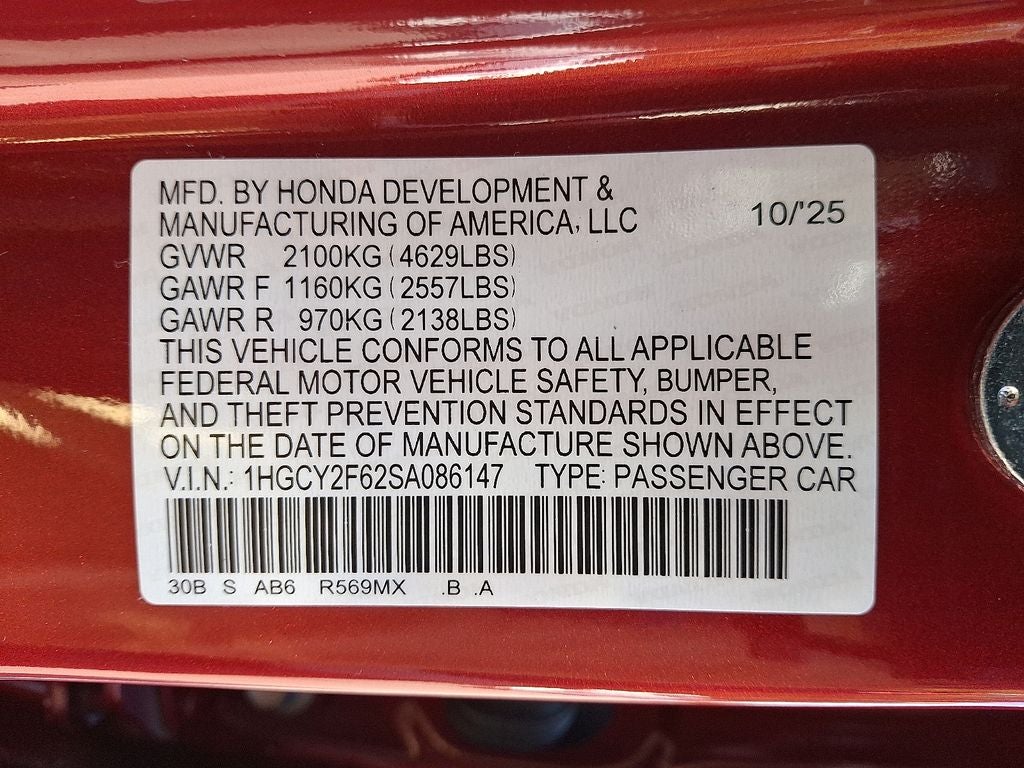 MFD. BY HONDA DEVELOPMENT &
MANUFACTURING OF AMERICA, LLC 10/'25
GVWR 2100KG (4629LBS)
GAWR F 1160KG (2557LBS)
GAWR R 970KG (2138LBS)
THIS VEHICLE CONFORMS TO ALL APPLICABLE
FEDERAL MOTOR VEHICLE SAFETY, BUMPER,
AND THEFT PREVENTION STANDARDS IN EFFECT
ON THE DATE OF MANUFACTURE SHOWN ABOVE.
V.I.N.: 1HGCY2F62SA086147 TYPE: PASSENGER CAR
30B S AB6 R569MX .B .A